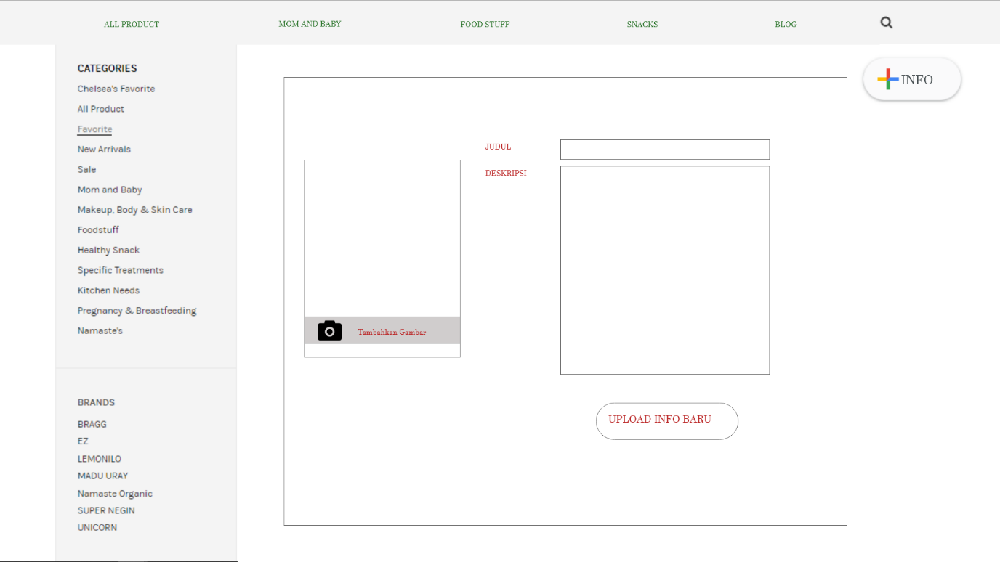 ALL PRODUCT
MOM AND BABY
FOOD STUFF
SNACKS
BLOG
CATEGORIES
Chelsea's Favorite
All Product
Favorite
New Arrivals
Sale
Mom and Baby
Makeup, Body & Skin Care
Foodstuff
Healthy Snack
Specific Treatments
Kitchen Needs
Pregnancy & Breastfeeding
Namaste's
BRANDS
BRAGG
EZ
LEMONILO
MADU URAY
Namaste Organic
SUPER NEGIN
UNICORN
INFO
JUDUL
DESKRIPSI
Tambahkan Gambar
UPLOAD INFO BARU